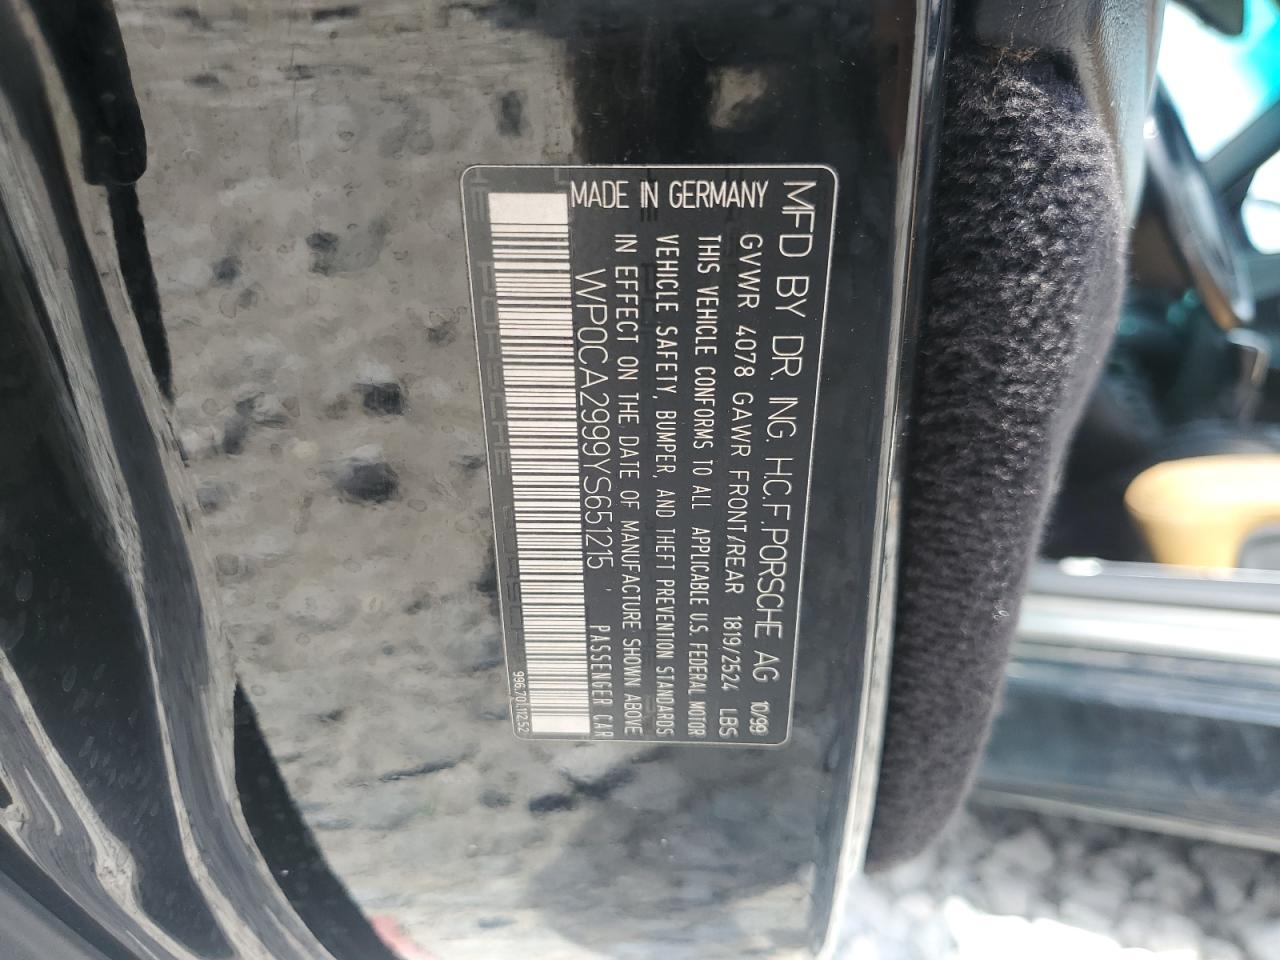 MFD BY DR. ING. H.C.F.PORSCHE AG 10/99
GVWR 4078 GAWR FRONT/REAR 1819/2524 LBS
THIS VEHICLE CONFORMS TO ALL APPLICABLE U.S. FEDERAL MOTOR
VEHICLE SAFETY, BUMPER, AND THEFT PREVENTION STANDARDS
IN EFFECT ON THE DATE OF MANUFACTURE SHOWN ABOVE
MADE IN GERMANY
WP0CA2999YS651215 ' PASSENGER CAR
996.701.112.52